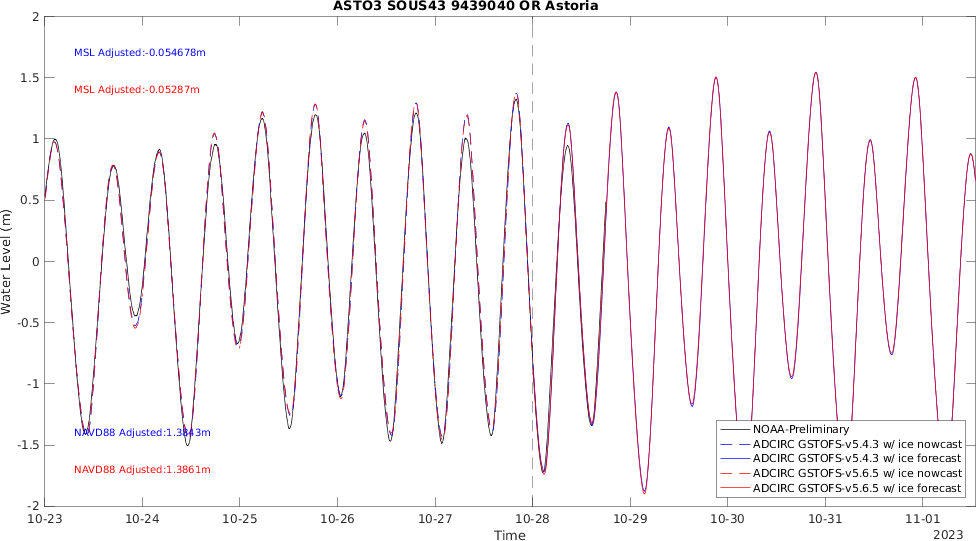 ASTO3 SOUS43 9439040 OR Astoria
MSL Adjusted:-0.054678m
MSL Adjusted:-0.05287m
NAVD88 Adjusted:1.3843m
NAVD88 Adjusted:1.3861m
Water Level (m)
2
1.5
1
0.5
0
-0.5
-1
-1.5
-2
NOAA-Preliminary
ADCIRC GSTOFS-v5.4.3 w/ ice nowcast
ADCIRC GSTOFS-v5.4.3 w/ ice forecast
ADCIRC GSTOFS-v5.6.5 w/ ice nowcast
ADCIRC GSTOFS-v5.6.5 w/ ice forecast
10-23 10-24 10-25 10-26 10-27 10-28 10-29 10-30 10-31 11-01
Time
2023